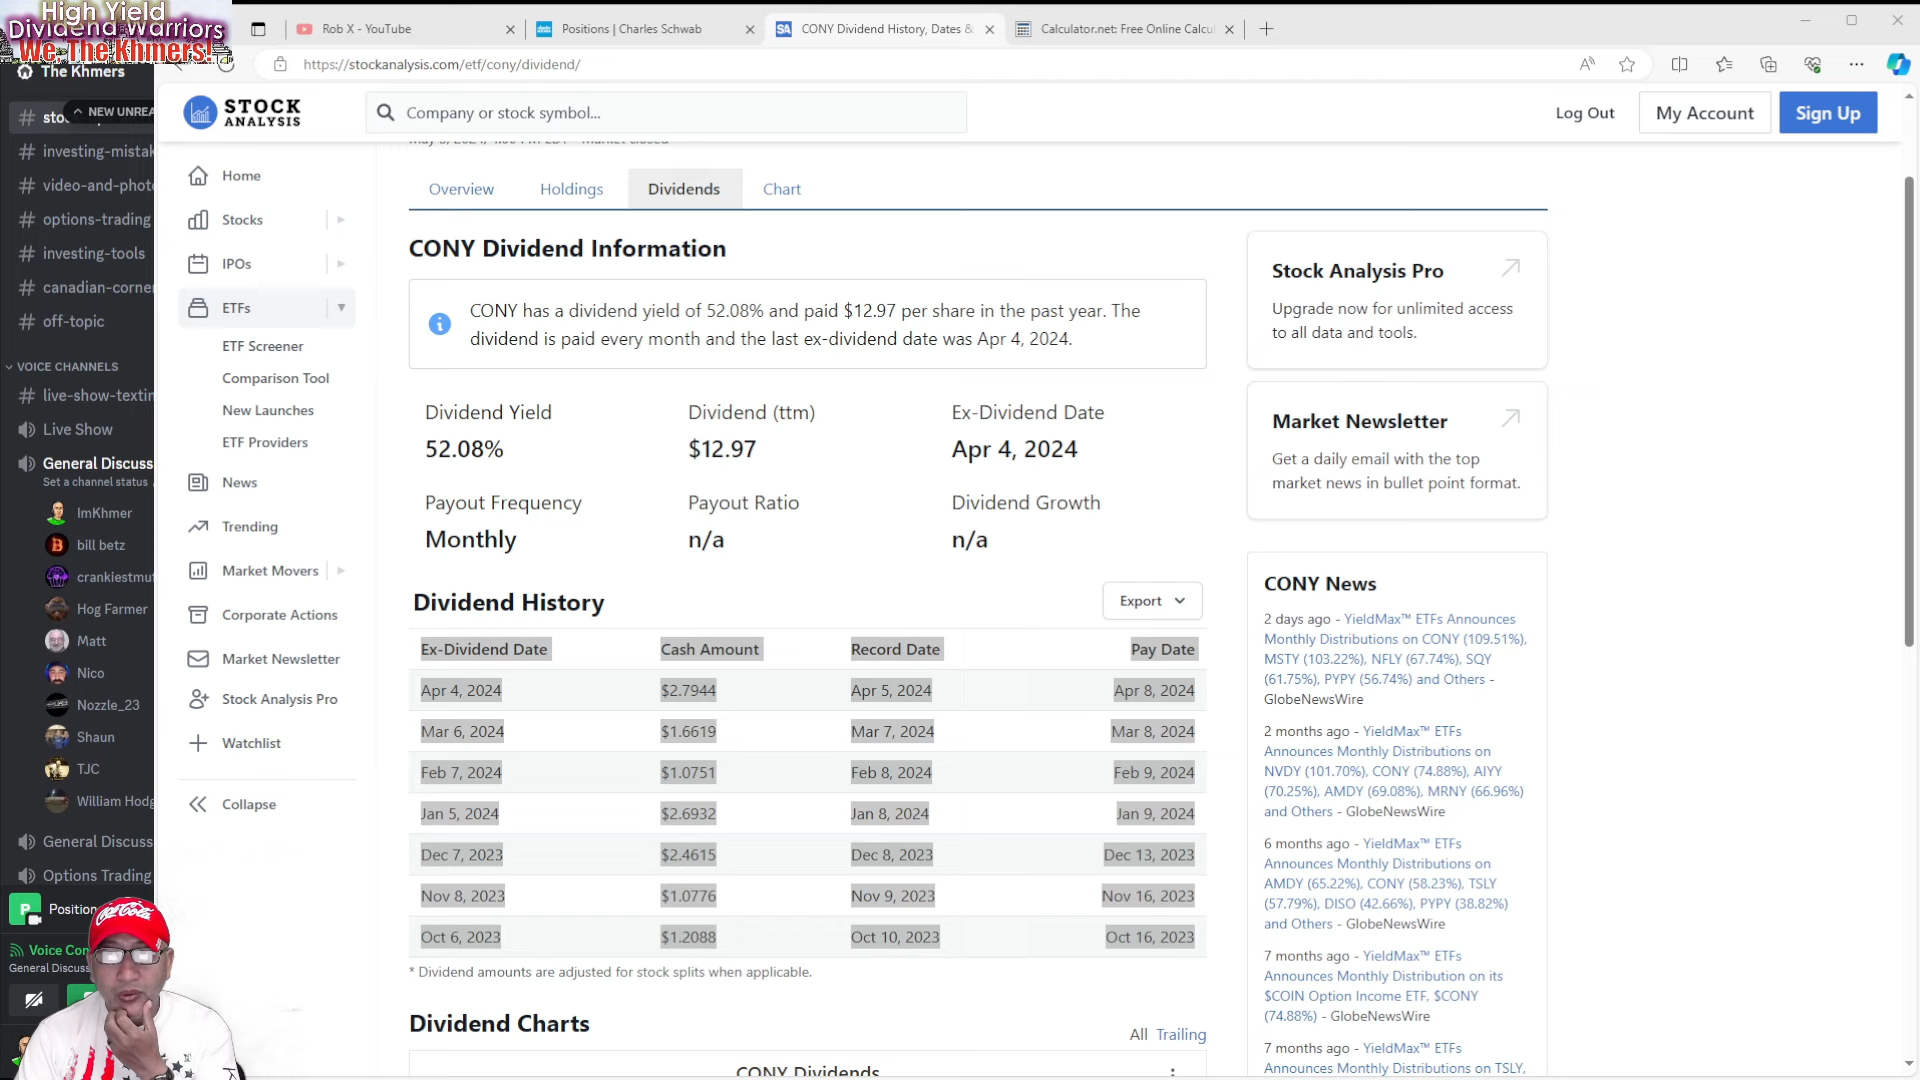 High Yield
Dividend Warriors
We The Khmers!
Rob X - YouTube
Positions | Charles Schwab
CONY Dividend History, Dates &
Calculator.net: Free Online Calcu
https://stockanalysis.com/etf/cony/dividend/
The Khmers
NEW UNREA
investing-mistak
video-and-photo
options-trading
investing-tools
canadian-corner
off-topic
VOICE CHANNELS
live-show-textin
Live Show
General Discuss
Set a channel status
ImKhmer
bill betz
crankiestmuf
Hog Farmer
Matt
Nico
Nozzle_23
Shaun
TJC
William Hodg
General Discuss
Options Trading
Position
Voice Con
General Discuss
Coca-Cola
STOCK
ANALYSIS
Company or stock symbol...
Log Out
My Account
Sign Up
Home
Stocks
IPOs
ETFs
ETF Screener
Comparison Tool
New Launches
ETF Providers
News
Trending
Market Movers
Corporate Actions
Market Newsletter
Stock Analysis Pro
Watchlist
Collapse
Overview
Holdings
Dividends
Chart
CONY Dividend Information
CONY has a dividend yield of 52.08% and paid $12.97 per share in the past year. The
dividend is paid every month and the last ex-dividend date was Apr 4, 2024.
Dividend Yield
52.08%
Dividend (ttm)
$12.97
Ex-Dividend Date
Apr 4, 2024
Payout Frequency
Monthly
Payout Ratio
n/a
Dividend Growth
n/a
Dividend History
Export
Ex-Dividend Date Cash Amount Record Date Pay Date
Apr 4, 2024 $2.7944 Apr 5, 2024 Apr 8, 2024
Mar 6, 2024 $1.6619 Mar 7, 2024 Mar 8, 2024
Feb 7, 2024 $1.0751 Feb 8, 2024 Feb 9, 2024
Jan 5, 2024 $2.6932 Jan 8, 2024 Jan 9, 2024
Dec 7, 2023 $2.4615 Dec 8, 2023 Dec 13, 2023
Nov 8, 2023 $1.0776 Nov 9, 2023 Nov 16, 2023
Oct 6, 2023 $1.2088 Oct 10, 2023 Oct 16, 2023
* Dividend amounts are adjusted for stock splits when applicable.
Dividend Charts
All Trailing
CONY Dividends
Stock Analysis Pro
Upgrade now for unlimited access
to all data and tools.
Market Newsletter
Get a daily email with the top
market news in bullet point format.
CONY News
2 days ago - YieldMax™ ETFs Announces
Monthly Distributions on CONY (109.51%),
MSTY (103.22%), NFLY (67.74%), SQY
(61.75%), PYPY (56.74%) and Others -
GlobeNewsWire
2 months ago - YieldMax™ ETFs
Announces Monthly Distributions on
NVDY (101.70%), CONY (74.88%), AIYY
(70.25%), AMDY (69.08%), MRNY (66.96%)
and Others - GlobeNewsWire
6 months ago - YieldMax™ ETFs
Announces Monthly Distributions on
AMDY (65.22%), CONY (58.23%), TSLY
(57.79%), DISO (42.66%), PYPY (38.82%)
and Others - GlobeNewsWire
7 months ago - YieldMax™ ETFs
Announces Monthly Distribution on its
$COIN Option Income ETF, $CONY
(74.88%) - GlobeNewsWire
7 months ago - YieldMax™ ETFs
Announces Monthly Distributions on TSLY,